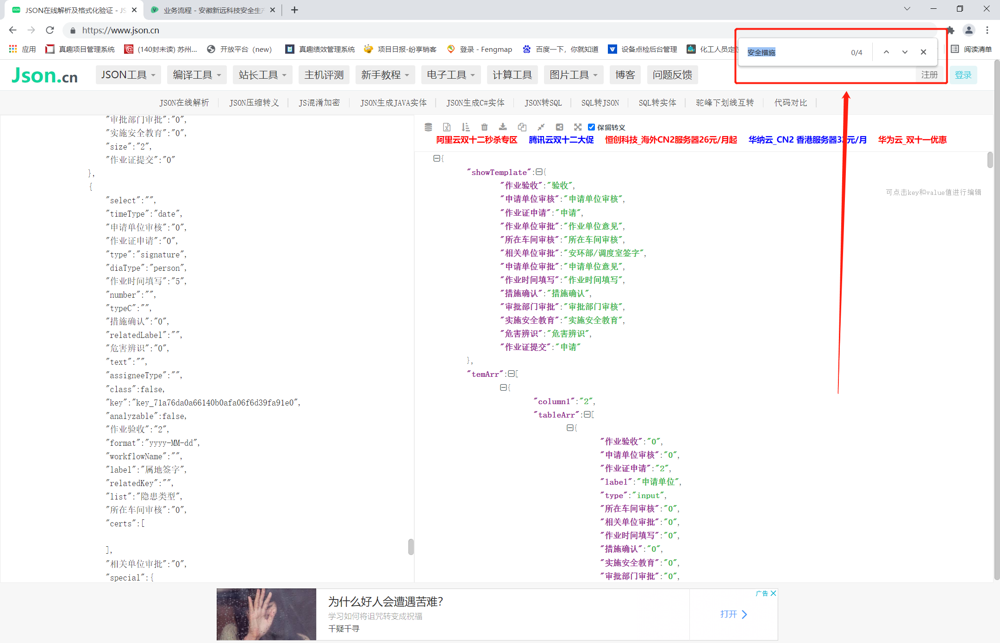 JSON在线解析及格式化验证 - JS
业务流程 - 安徽新远科技安全生产
https://www.json.cn
应用
真趣项目管理系统
(140封未读) 苏州...
开放平台 (new)
真趣绩效管理系统
项目日报-纷享销客
登录 - Fengmap
百度一下，你就知道
设备点检后台管理
化工人员定位
阅读清单
安全措施
0/4
Json.cn
JSON工具
编译工具
站长工具
主机评测
新手教程
电子工具
计算工具
图片工具
博客
问题反馈
注册
登录
JSON在线解析
JSON压缩转义
JS混淆加密
JSON生成JAVA实体
JSON生成C#实体
JSON转SQL
SQL转JSON
SQL转实体
驼峰下划线互转
代码对比
"审批部门审批":"0",
"实施安全教育":"0",
"size":"2",
"作业证提交":"0"
},
{
"select":"",
"timeType":"date",
"申请单位审核":"0",
"作业证申请":"0",
"type":"signature",
"diaType":"person",
"作业时间填写":"5",
"number":"",
"typeC":"",
"措施确认":"0",
"relatedLabel":"",
"危害辨识":"0",
"text":"",
"assigneeType":"",
"class":false,
"key":"key_71a76da0a66140b0afa06f6d39fa91e0",
"analyzable":false,
"作业验收":"2",
"format":"yyyy-MM-dd",
"workflowName":"",
"label":"属地签字",
"relatedKey":"",
"list":"隐患类型",
"所在车间审核":"0",
"certs":[
],
"相关单位审批":"0",
"special":{
保留转义
阿里云双十二秒杀专区
腾讯云双十二大促
恒创科技_海外CN2服务器26元/月起
华纳云_CN2 香港服务器32元/月
华为云_双十一优惠
可点击key和value值进行编辑
{
"showTemplate":{
"作业验收":"验收",
"申请单位审核":"申请单位审核",
"作业证申请":"申请",
"作业单位审批":"作业单位意见",
"所在车间审核":"所在车间审核",
"相关单位审批":"安环部/调度室签字",
"申请单位审批":"申请单位意见",
"作业时间填写":"作业时间填写",
"措施确认":"措施确认",
"审批部门审批":"审批部门审核",
"实施安全教育":"实施安全教育",
"危害辨识":"危害辨识",
"作业证提交":"申请"
},
"temArr":[
{
"column1":"2",
"tableArr":[
{
"作业验收":"0",
"申请单位审核":"0",
"作业证申请":"2",
"label":"申请单位",
"type":"input",
"所在车间审核":"0",
"相关单位审批":"0",
"作业时间填写":"0",
"措施确认":"0",
"实施安全教育":"0",
"审批部门审批":"0",
为什么好人会遭遇苦难?
学习如何将诅咒转变成祝福
千疑千寻
打开
广告